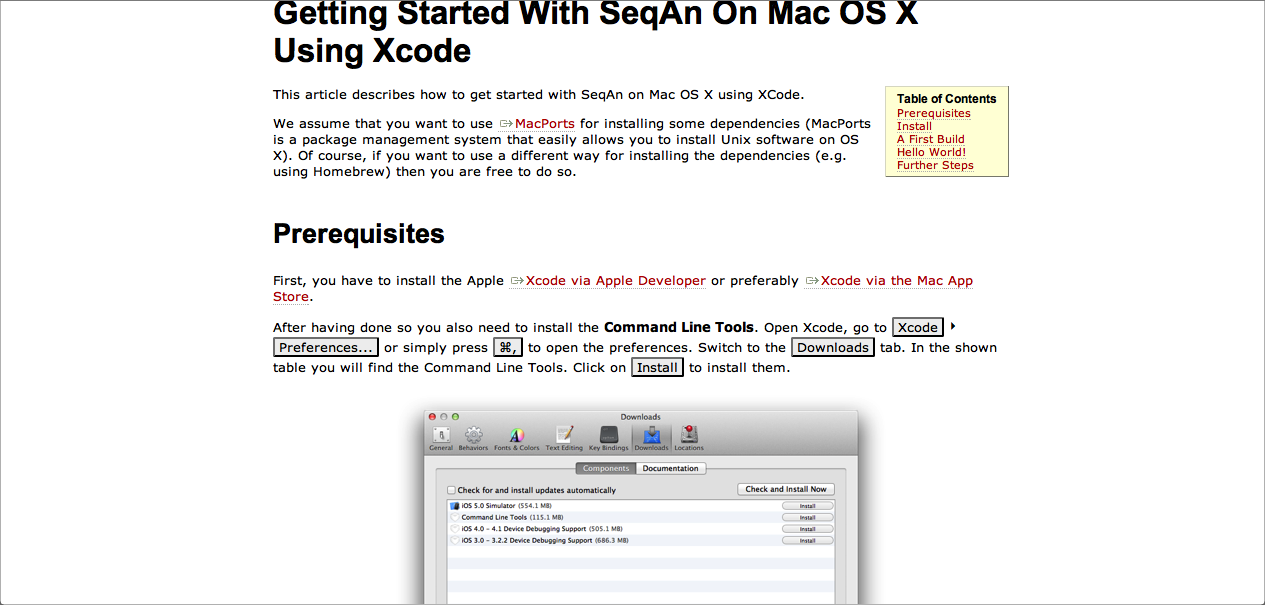 Getting Started With SeqAn On Mac OS X
Using Xcode
This article describes how to get started with SeqAn on Mac OS X using XCode.
We assume that you want to use MacPorts for installing some dependencies (MacPorts
is a package management system that easily allows you to install Unix software on OS
X). Of course, if you want to use a different way for installing the dependencies (e.g.
using Homebrew) then you are free to do so.
Table of Contents
Prerequisites
Install
A First Build
Hello World!
Further Steps
Prerequisites
First, you have to install the Apple Xcode via Apple Developer or preferably Xcode via the Mac App
Store.
After having done so you also need to install the Command Line Tools. Open Xcode, go to Xcode
Preferences... or simply press ⌘, to open the preferences. Switch to the Downloads tab. In the shown
table you will find the Command Line Tools. Click on Install to install them.
Downloads
General Behaviors Fonts & Colors Text Editing Key Bindings Downloads Locations
Components Documentation
Check for and install updates automatically Check and Install Now
iOS 5.0 Simulator (554.1 MB) Install
Command Line Tools (115.1 MB) Install
iOS 4.0 - 4.1 Device Debugging Support (505.1 MB) Install
iOS 3.0 - 3.2.2 Device Debugging Support (686.3 MB) Install